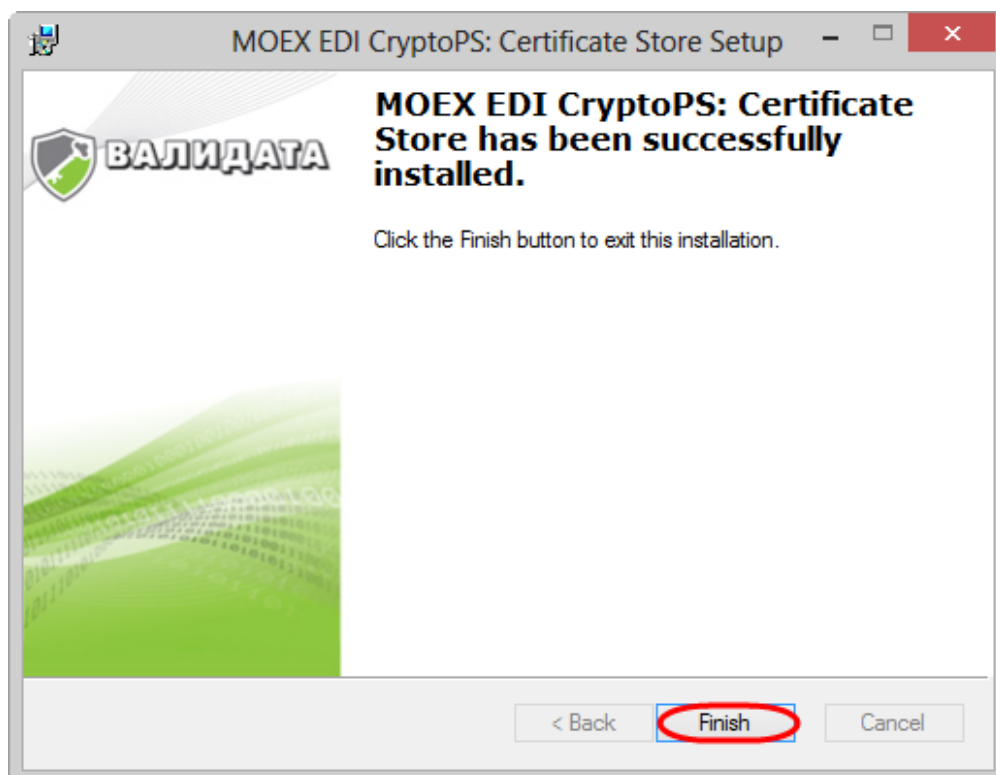 MOEX EDI CryptoPS: Certificate Store Setup
ВАЛИДАТА
MOEX EDI CryptoPS: Certificate
Store has been successfully
installed.
Click the Finish button to exit this installation.
< Back
Finish
Cancel